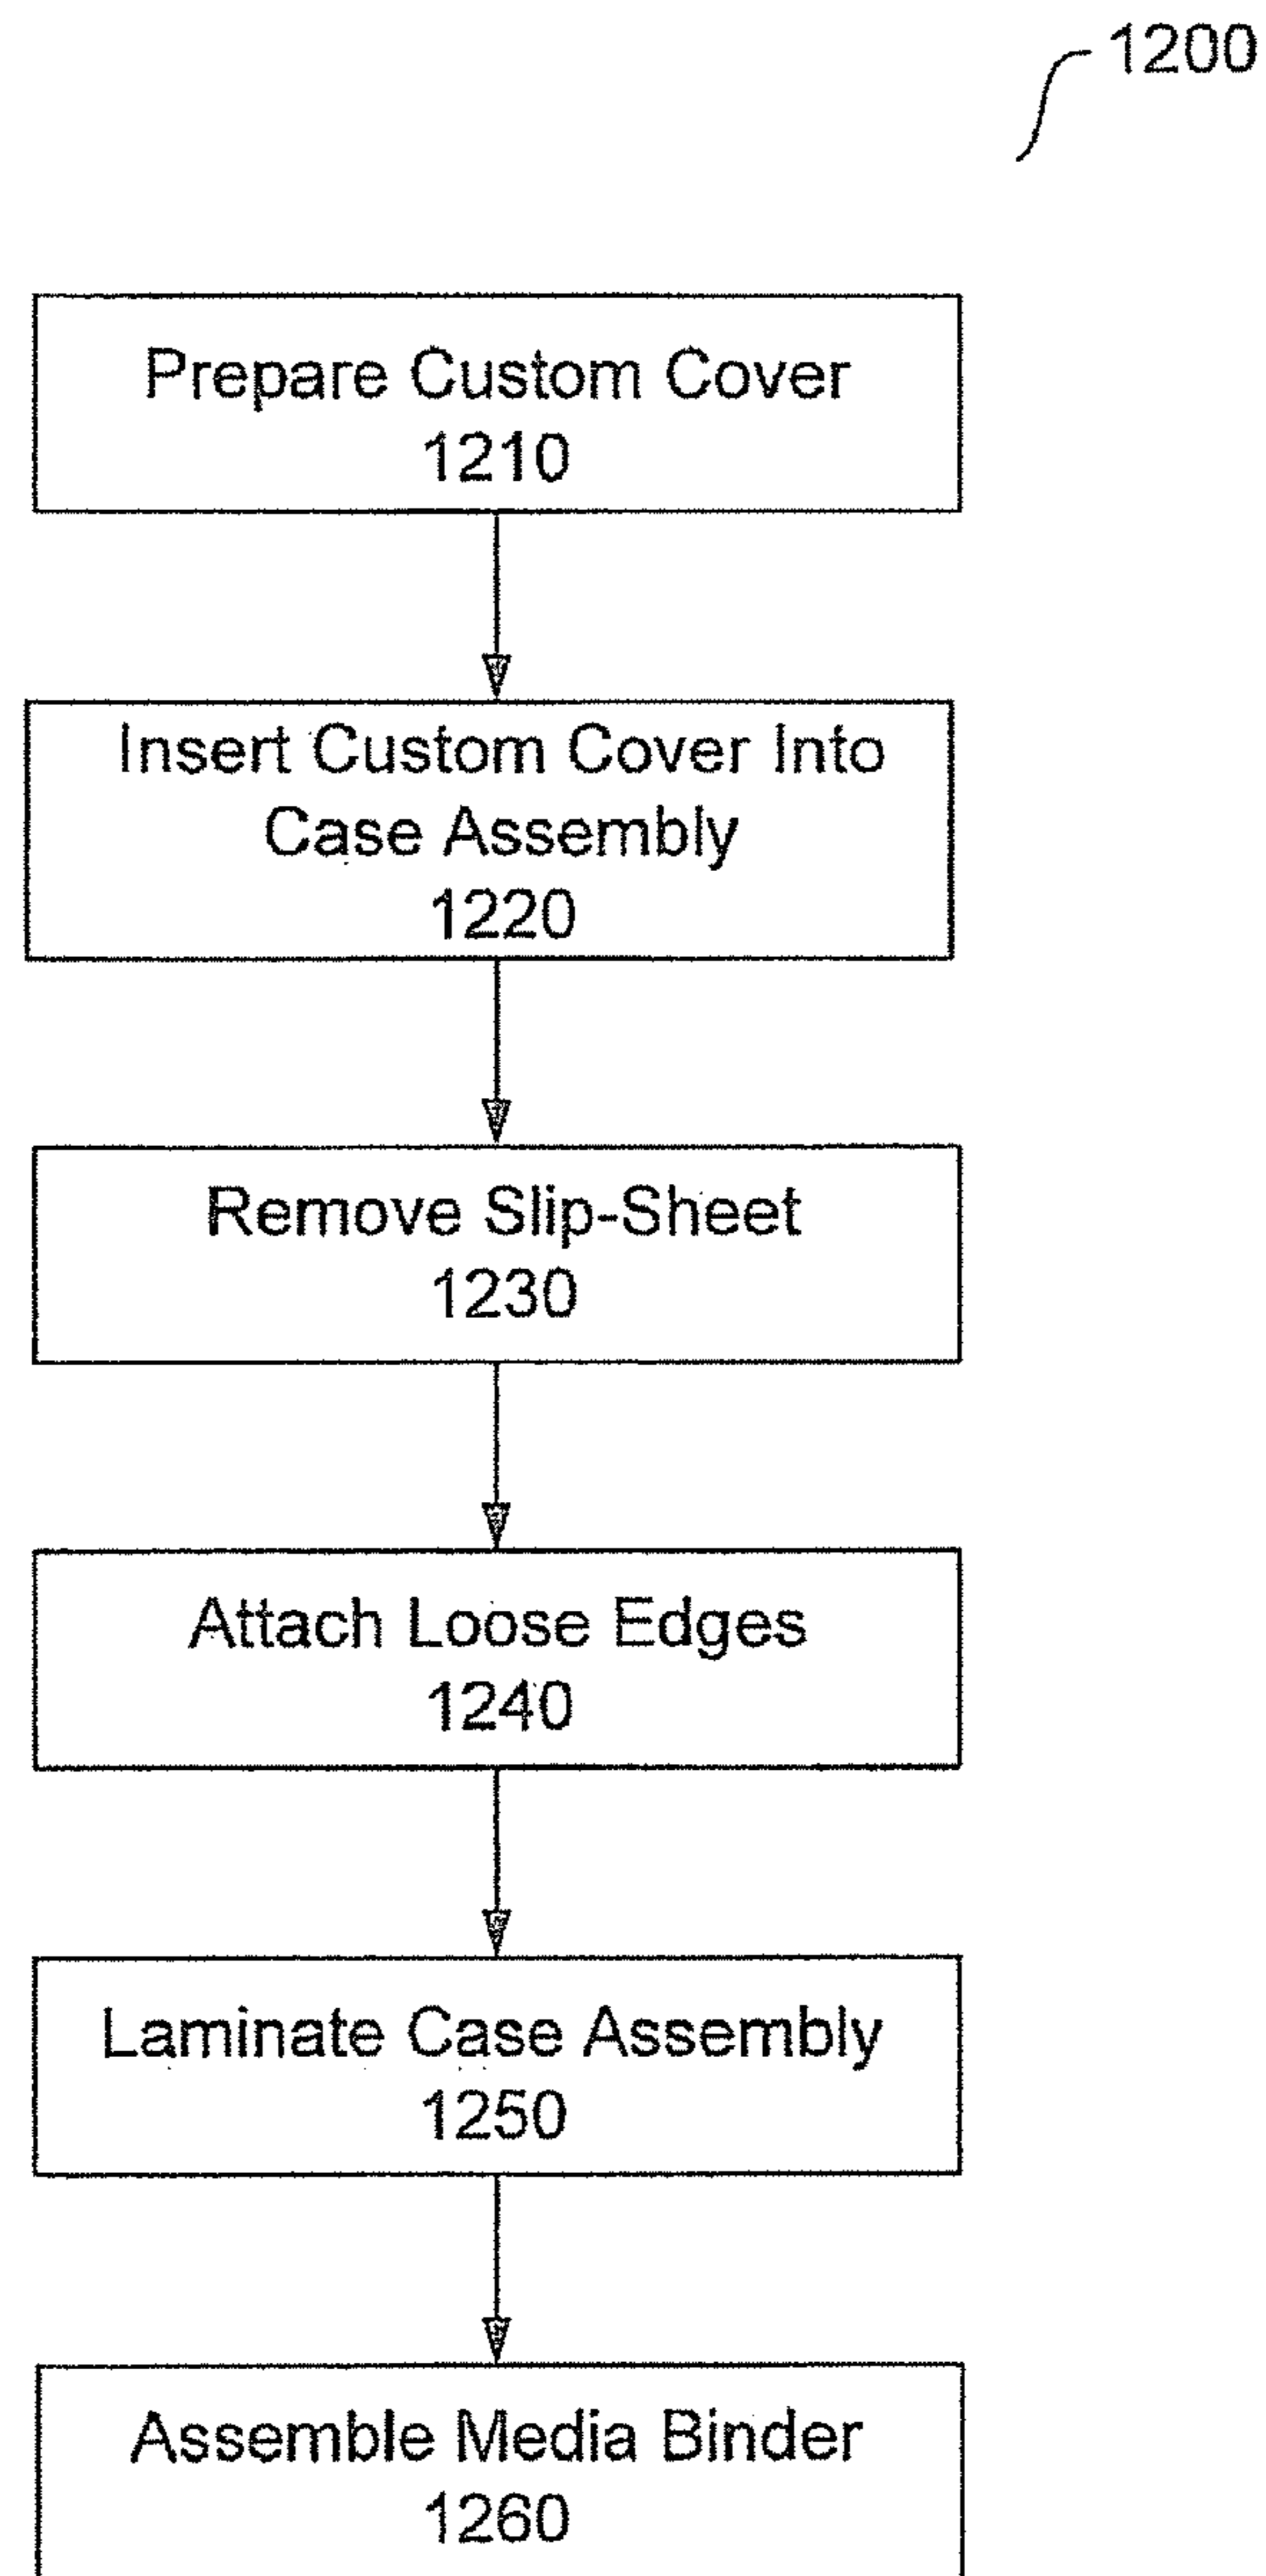 1200
Prepare Custom Cover
1210
Insert Custom Cover Into
Case Assembly
1220
Remove Slip-Sheet
1230
Attach Loose Edges
1240
Laminate Case Assembly
1250
Assemble Media Binder
1260